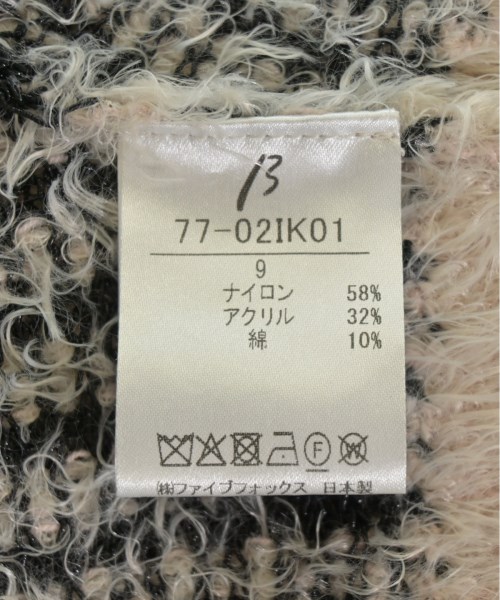 β
77-02IK01
9
ナイロン 58%
アクリル 32%
綿 10%
F W
㈱ファイブフォックス 日本製